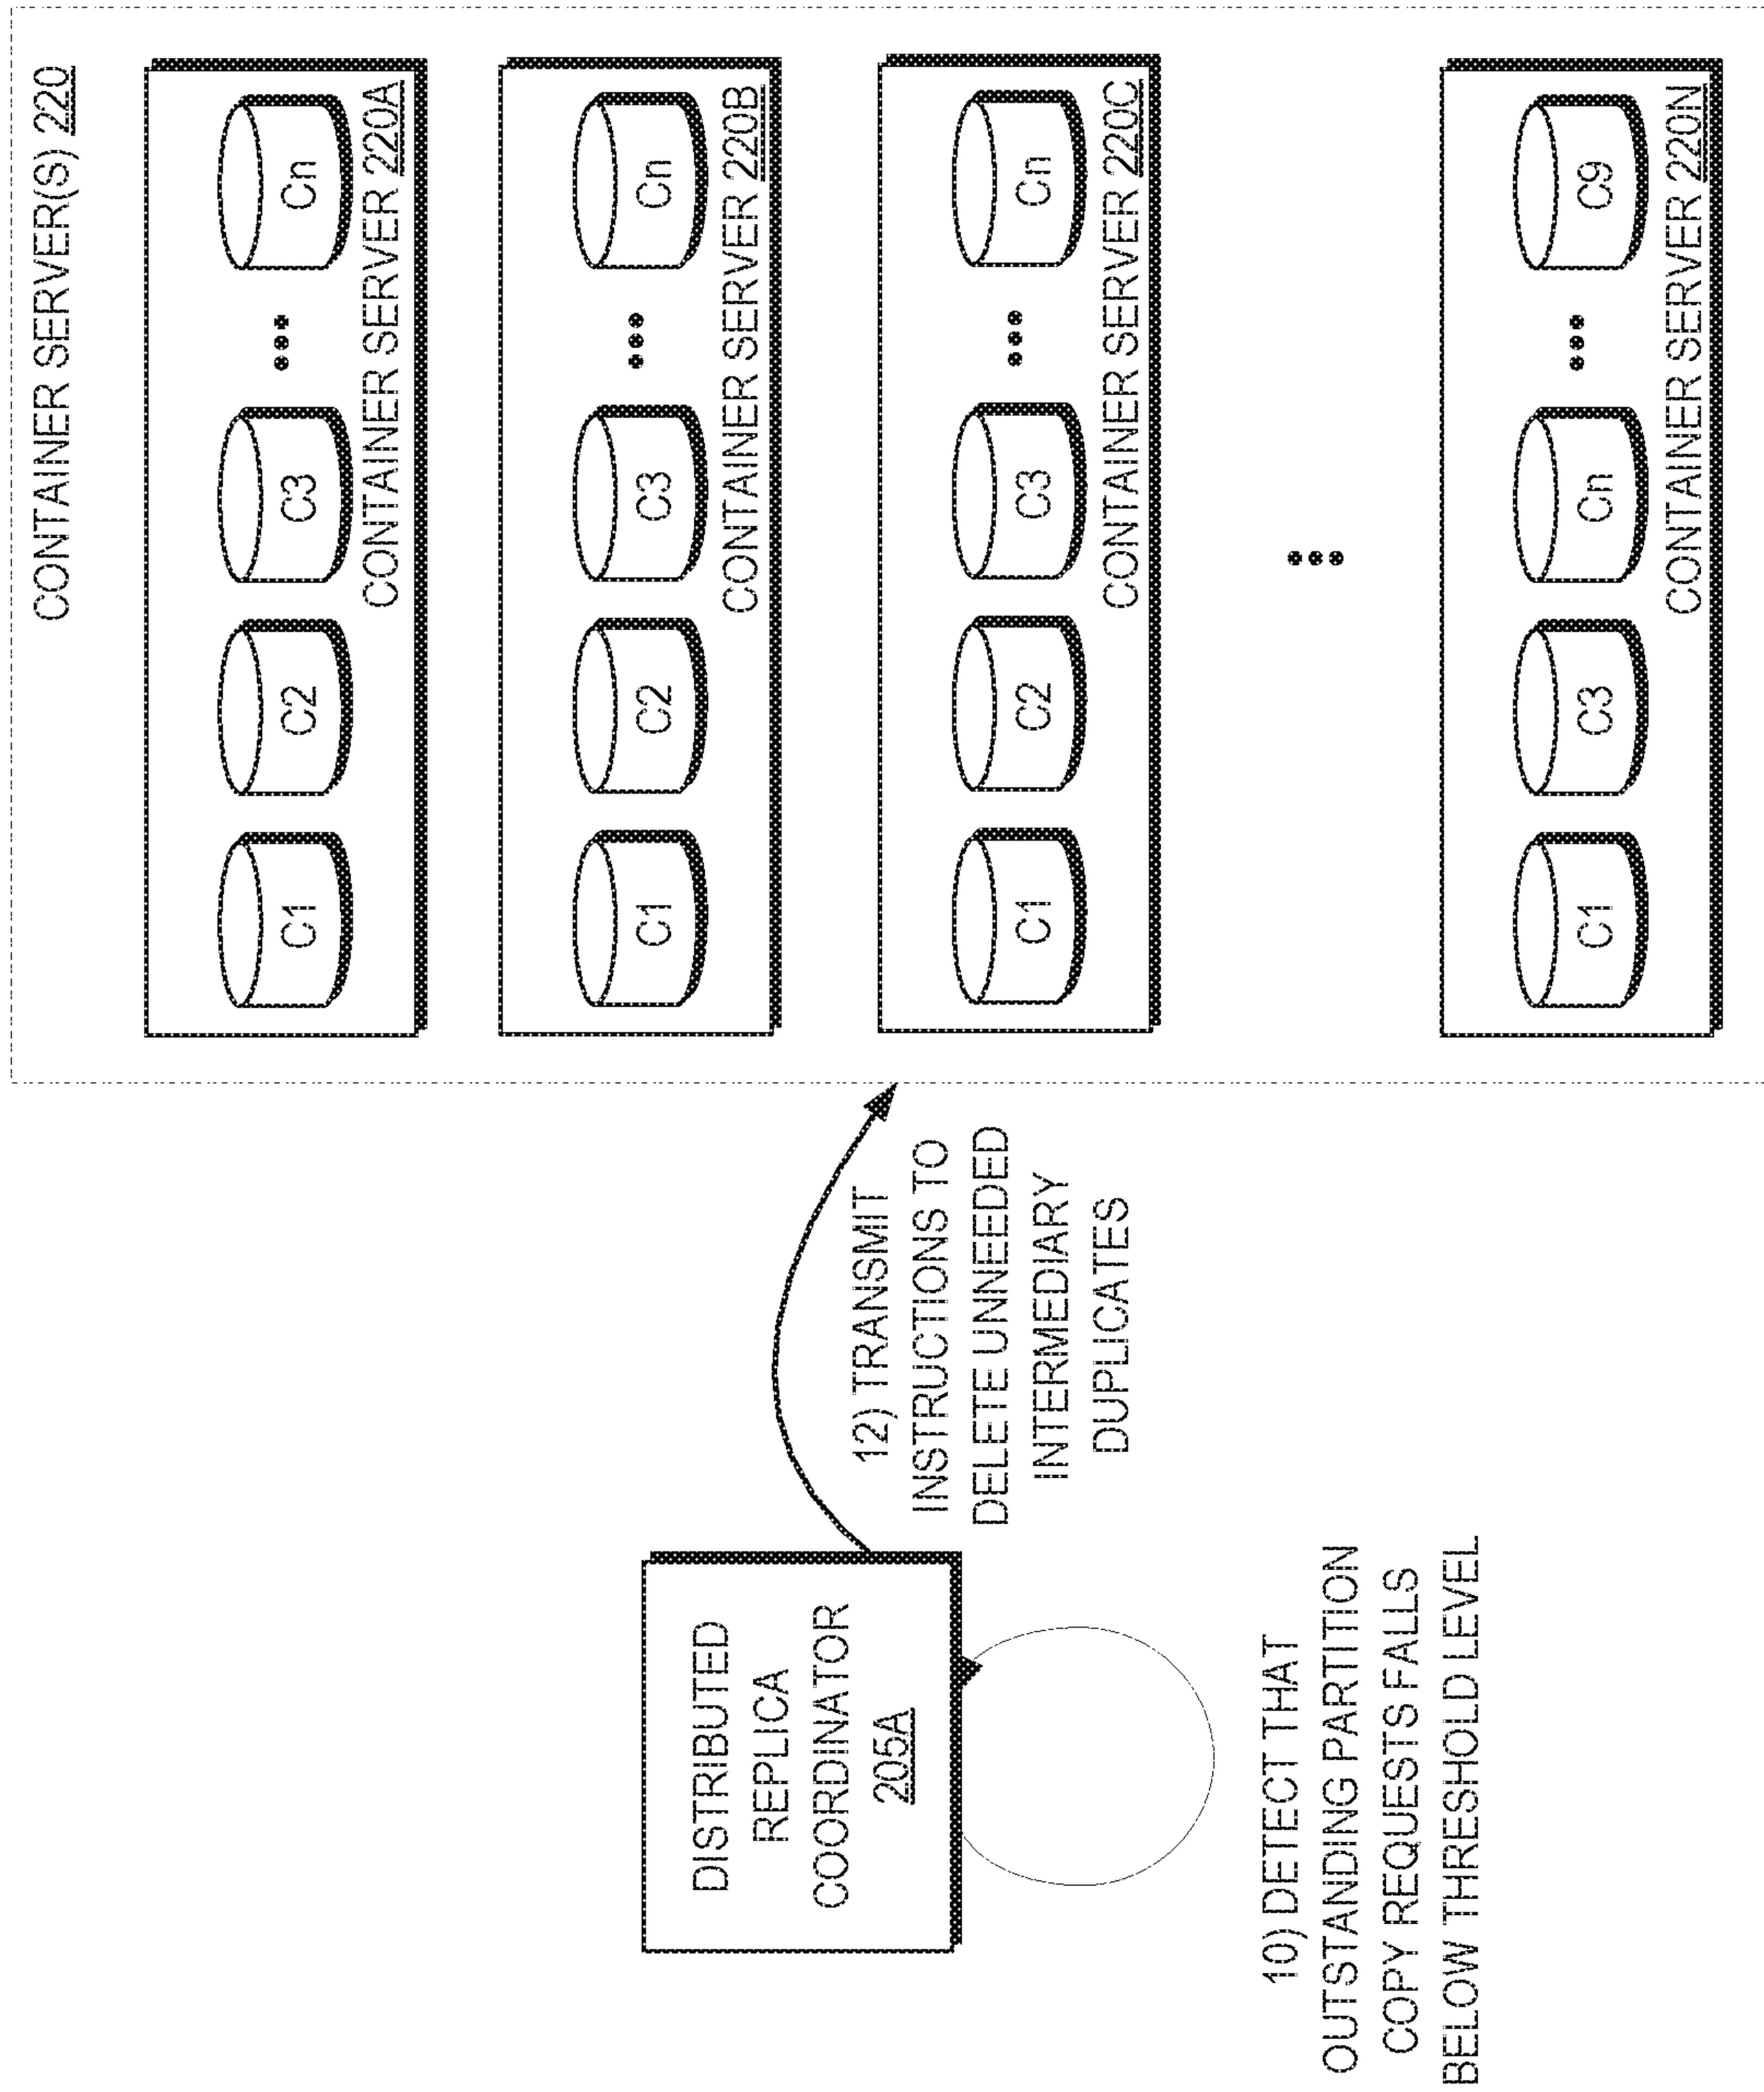 CONTAINER SERVER(S) 220
C1
C2
C3
•••
Cn
CONTAINER SERVER 220A
C1
C2
C3
•••
Cn
CONTAINER SERVER 220B
C1
C2
C3
•••
Cn
CONTAINER SERVER 220C
•••
C1
C3
Cn
•••
C9
CONTAINER SERVER 220N
DISTRIBUTED
REPLICA
COORDINATOR
205A
12) TRANSMIT
INSTRUCTIONS TO
DELETE UNNEEDED
INTERMEDIARY
DUPLICATES
10) DETECT THAT
OUTSTANDING PARTITION
COPY REQUESTS FALLS
BELOW THRESHOLD LEVEL